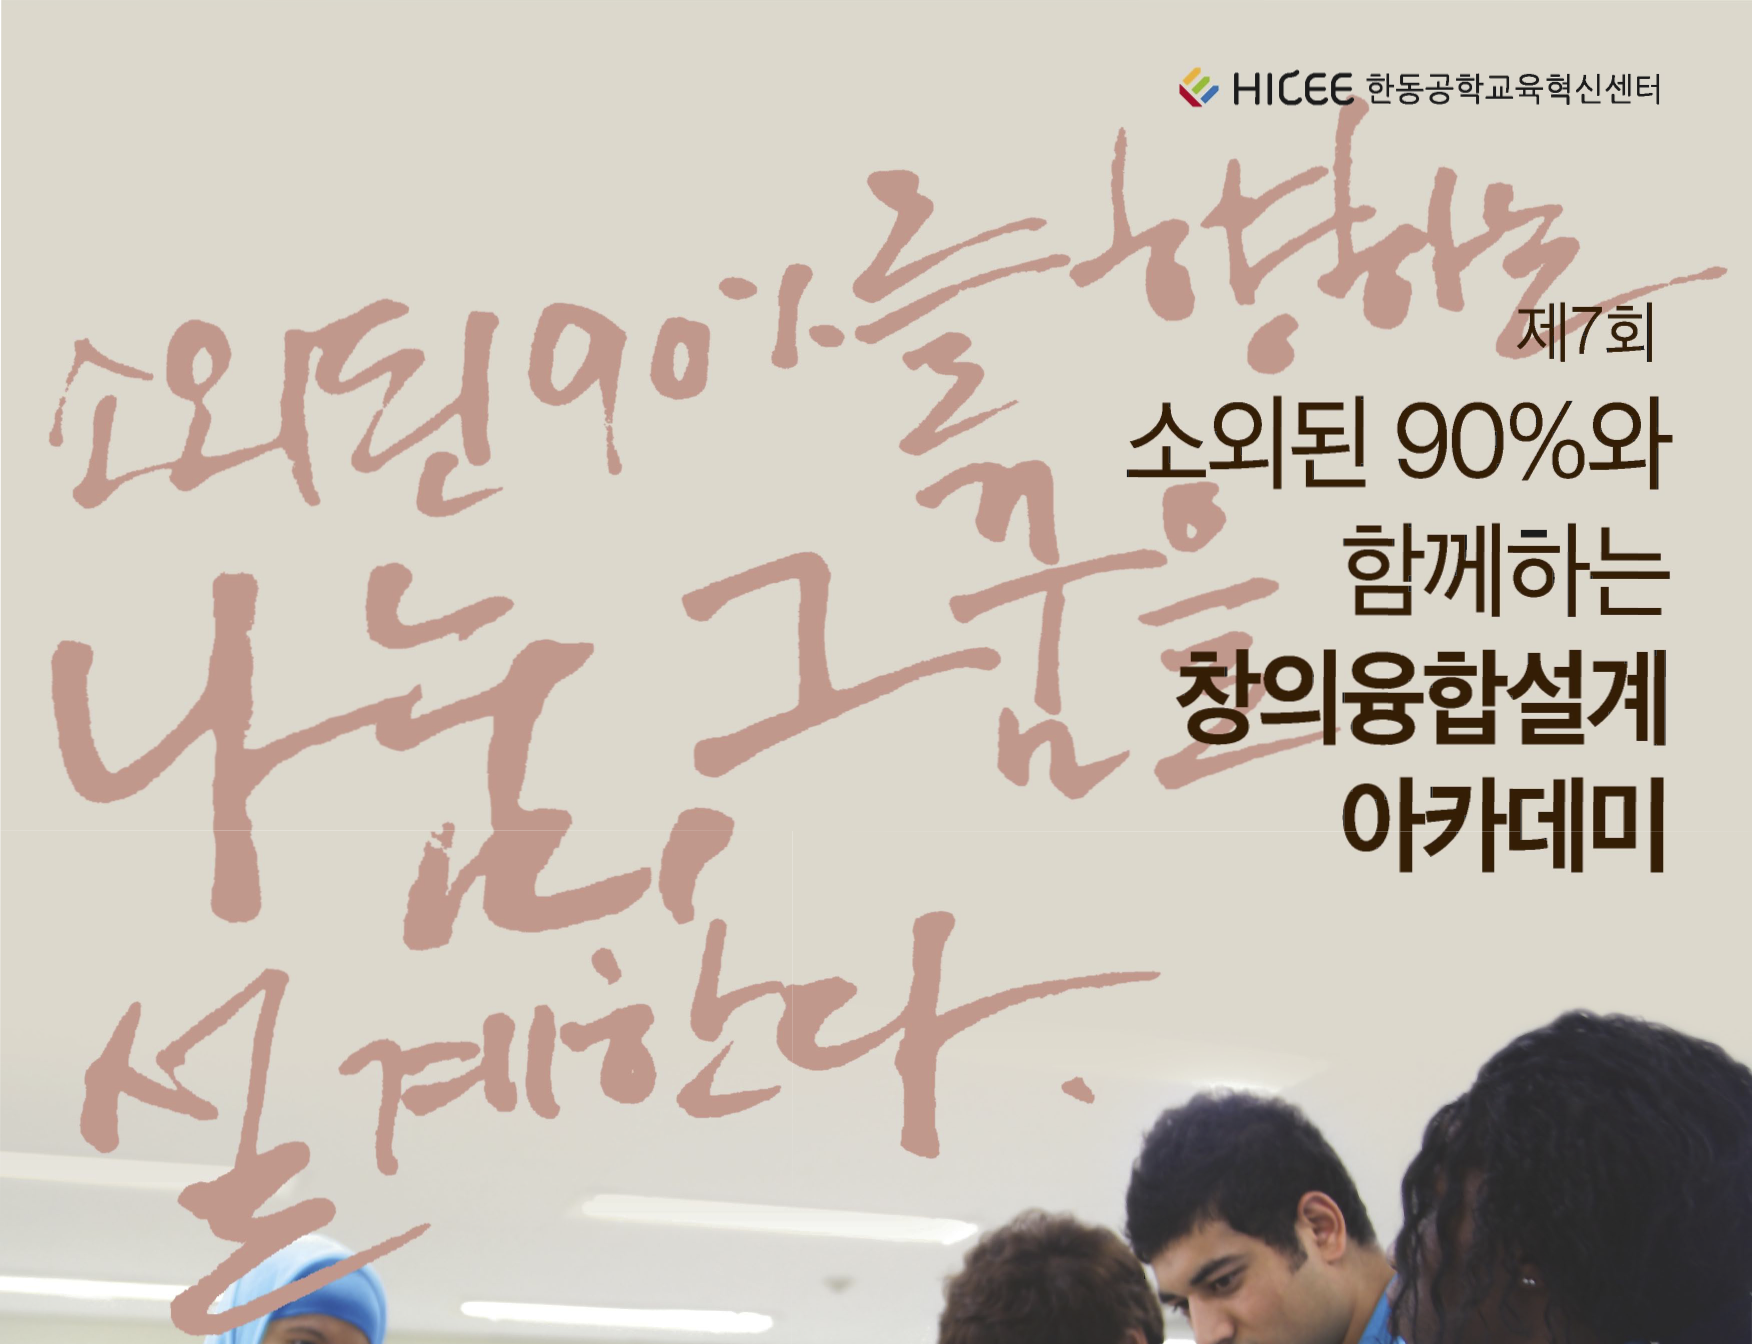 HICEE 한동공학교육혁신센터
소외된 90%를 향하는
나눔, 그 꿈을
설계한다.
제7회
소외된 90%와
함께하는
창의융합설계
아카데미